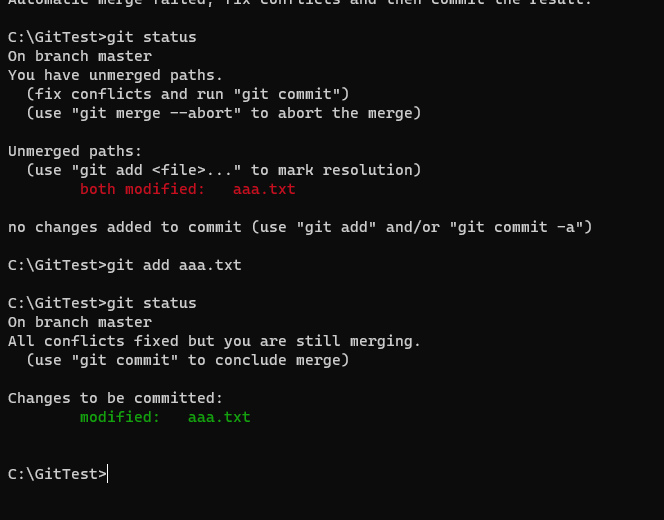 Automatic merge failed; fix conflicts and then commit the result.
C:\GitTest>git status
On branch master
You have unmerged paths.
  (fix conflicts and run "git commit")
  (use "git merge --abort" to abort the merge)
Unmerged paths:
  (use "git add <file>..." to mark resolution)
        both modified:   aaa.txt
no changes added to commit (use "git add" and/or "git commit -a")
C:\GitTest>git add aaa.txt
C:\GitTest>git status
On branch master
All conflicts fixed but you are still merging.
  (use "git commit" to conclude merge)
Changes to be committed:
        modified:   aaa.txt
C:\GitTest>